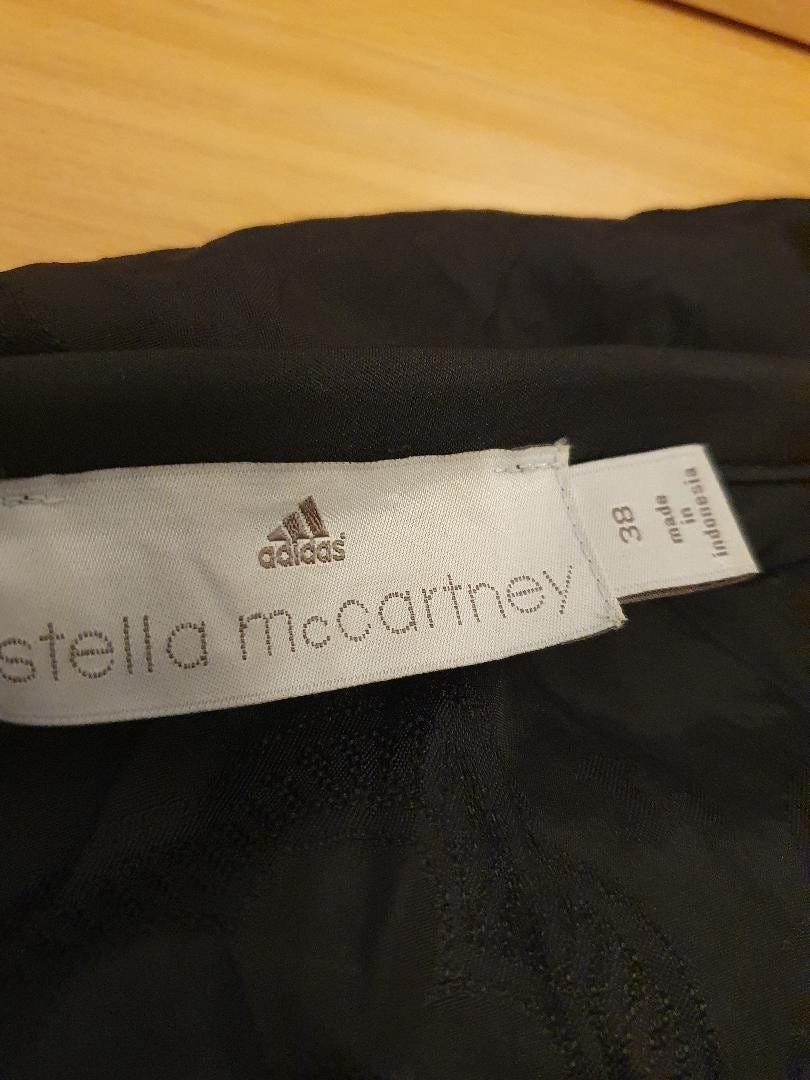 adidas
stella mccartney
38
made
in
indonesia